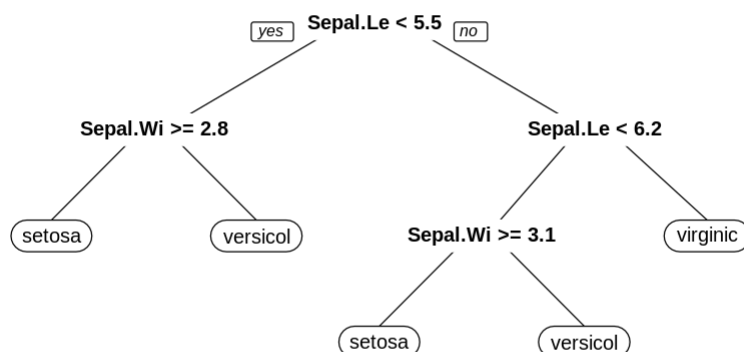 Sepal.Le < 5.5
yes
no
Sepal.Wi >= 2.8
Sepal.Le < 6.2
setosa
versicol
Sepal.Wi >= 3.1
virginic
setosa
versicol